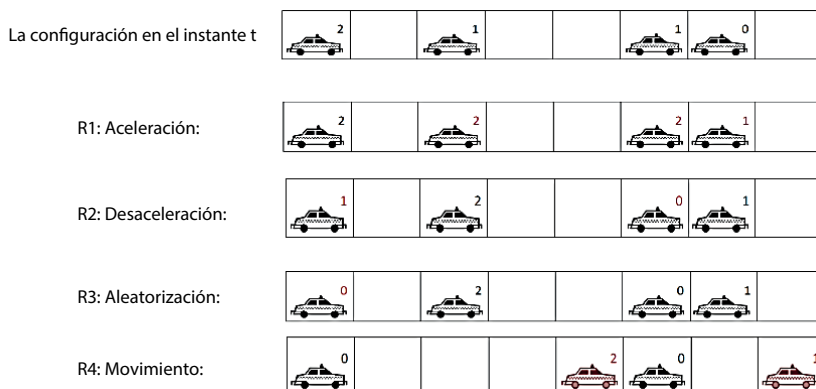 La configuración en el instante t 2 1 1 0
R1: Aceleración: 2 2 2 1
R2: Desaceleración: 1 2 0 1
R3: Aleatorización: 0 2 0 1
R4: Movimiento: 0 2 0 1